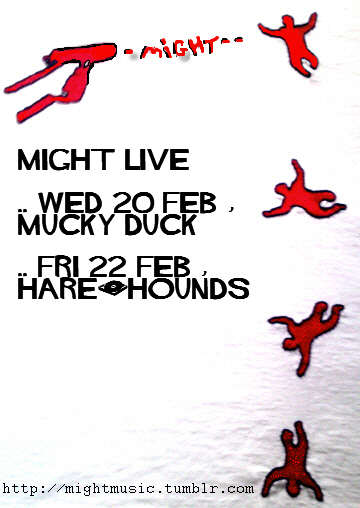 - MIGHT - -
MIGHT LIVE
.. WED 20 FEB ,
MUCKY DUCK
.. FRI 22 FEB ,
HARE HOUNDS
http://mightmusic.tumblr.com